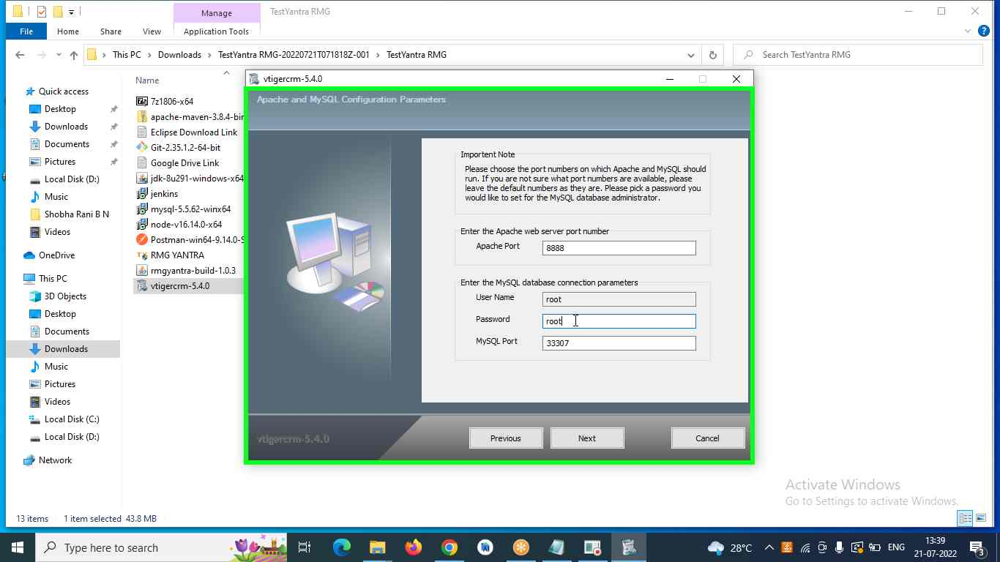 Manage
TestYantra RMG
File
Home
Share
View
Application Tools
This PC
Downloads
TestYantra RMG-20220721T071818Z-001
TestYantra RMG
Search TestYantra RMG
Name
Quick access
Desktop
Downloads
Documents
Pictures
Local Disk (D:)
Music
Shobha Rani B N
Videos
OneDrive
This PC
3D Objects
Desktop
Documents
Downloads
Music
Pictures
Videos
Local Disk (C:)
Local Disk (D:)
Network
7z1806-x64
apache-maven-3.8.4-bin
Eclipse Download Link
Git-2.35.1.2-64-bit
Google Drive Link
jdk-8u291-windows-x64
jenkins
mysql-5.5.62-winx64
node-v16.14.0-x64
Postman-win64-9.14.0-S
RMG YANTRA
rmgyantra-build-1.0.3
vtigercrm-5.4.0
vtigercrm-5.4.0
Apache and MySQL Configuration Parameters
Importent Note
Please choose the port numbers on which Apache and MySQL should
run. If you are not sure what port numbers are available, please
leave the default numbers as they are. Please pick a password you
would like to set for the MySQL database administrator.
Enter the Apache web server port number
Apache Port
8888
Enter the MySQL database connection parameters
User Name
root
Password
root
MySQL Port
33307
vtigercrm-5.4.0
Previous
Next
Cancel
Activate Windows
Go to Settings to activate Windows.
13 items
1 item selected 43.8 MB
Type here to search
28°C
ENG
13:39
21-07-2022
3